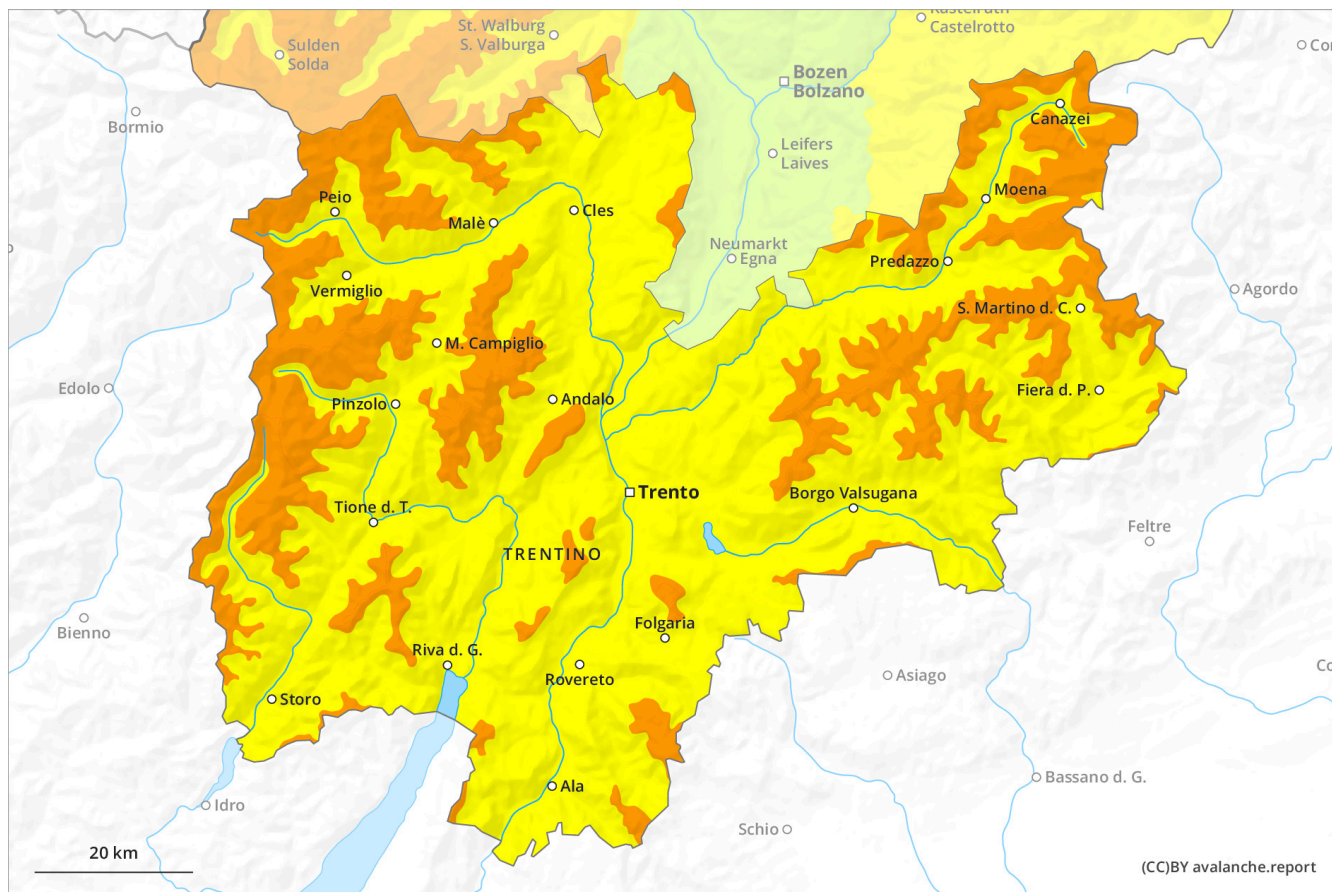 Kastelruth
Castelrotto
St. Walburg
S. Valburga
Sulden
Solda
Bozen
Bolzano
Bormio
Canazei
Leifers
Laives
Moena
Peio
Cles
Malè
Neumarkt
Egna
Predazzo
Vermiglio
Agordo
S. Martino d. C.
M. Campiglio
Edolo
Fiera d. P.
Andalo
Pinzolo
Trento
Borgo Valsugana
Tione d. T.
Feltre
TRENTINO
Bienno
Folgaria
Riva d. G.
Rovereto
Asiago
Storo
Bassano d. G.
Ala
Idro
Schio
20 km
(CC)BY avalanche.report